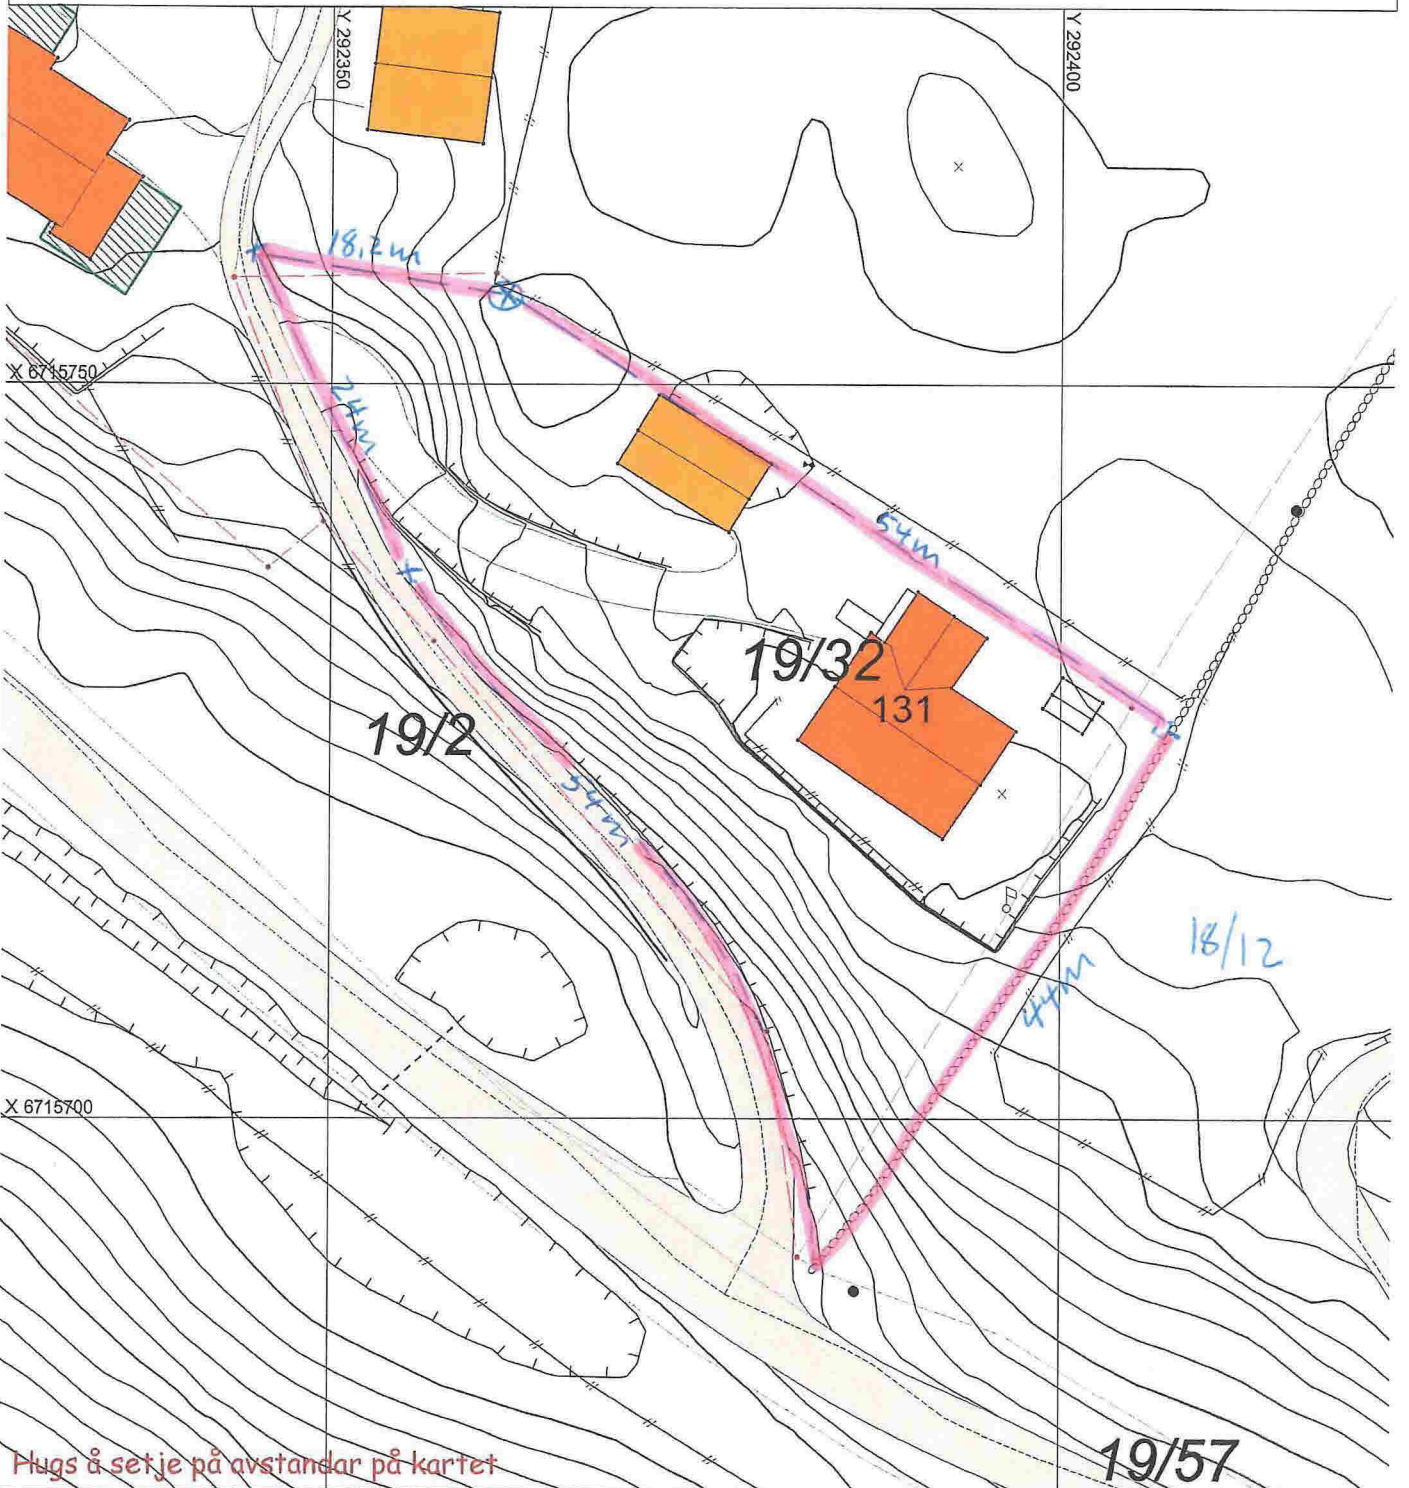 Y 292350
Y 292400
18,2m
X 6715750
24m
54m
19/32
131
19/2
54m
18/12
44m
X 6715700
Hugs å setje på avstandar på kartet
19/57